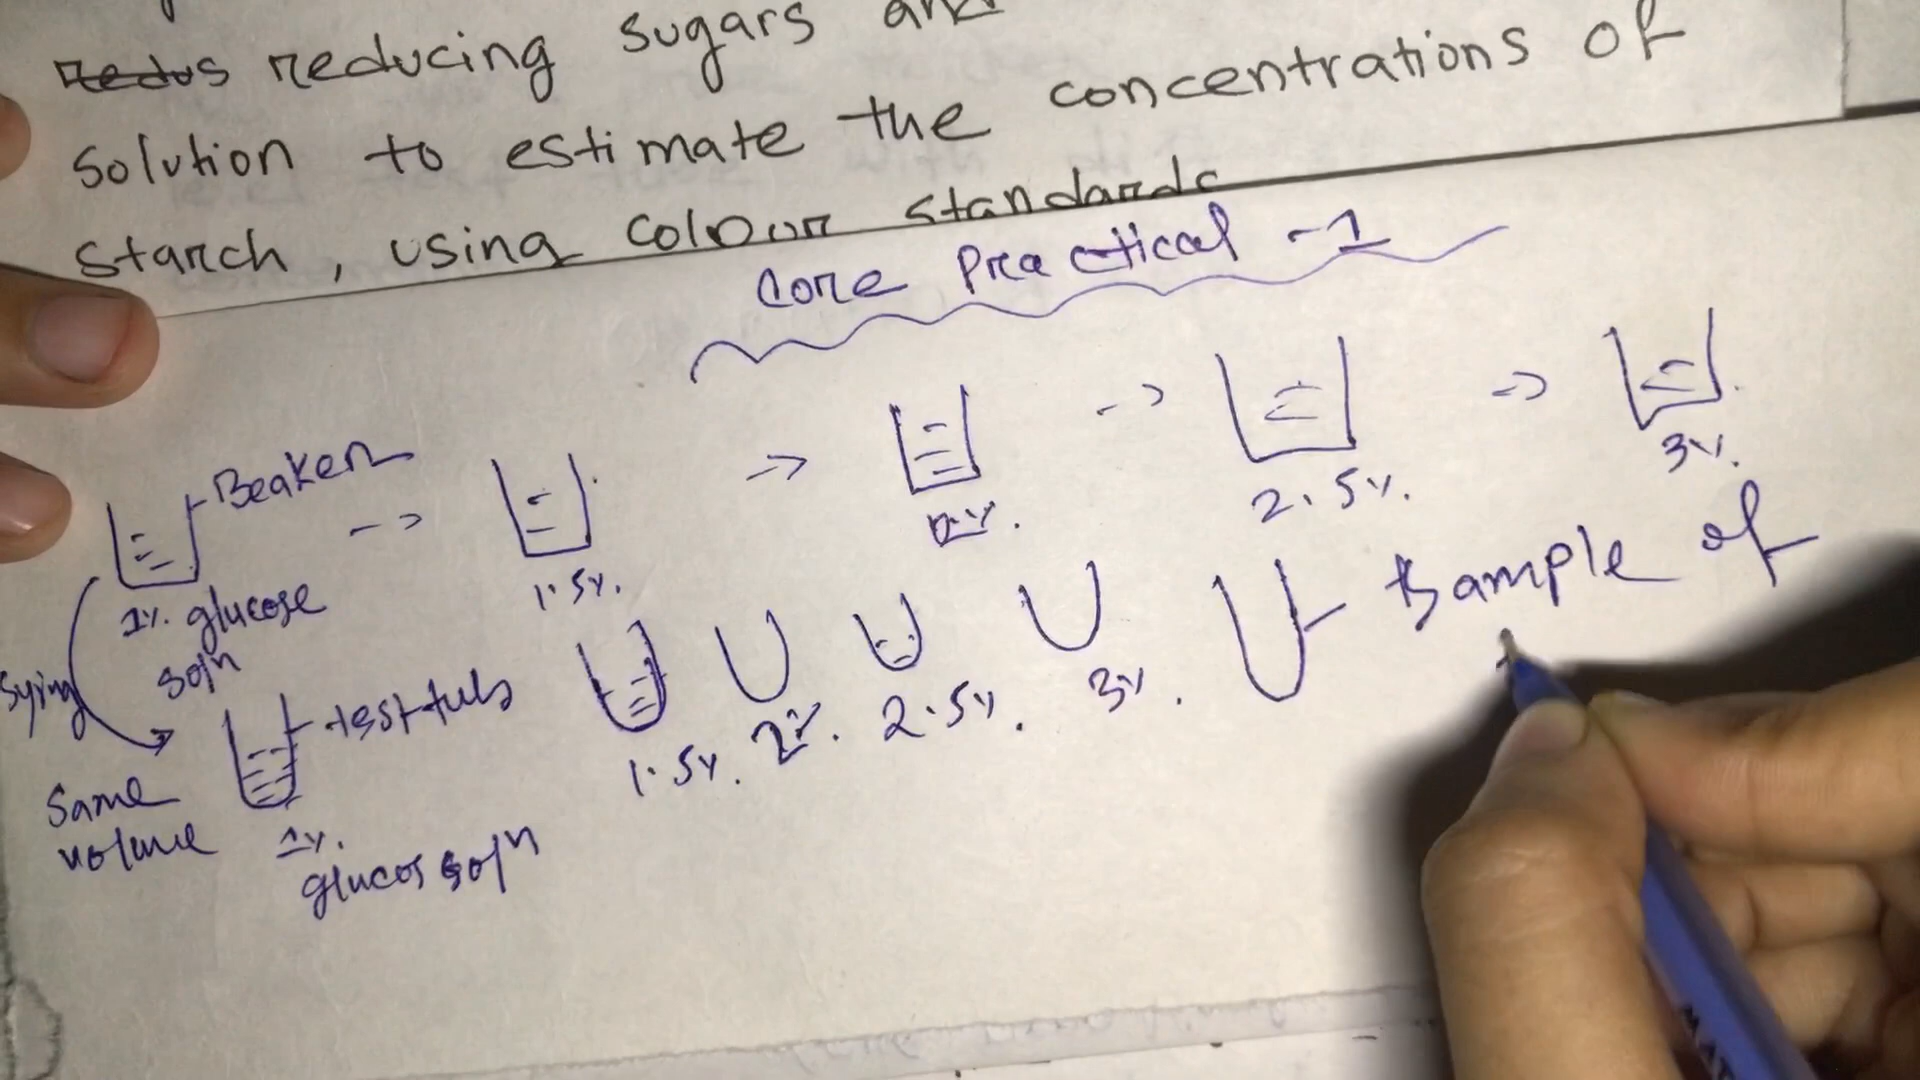 reducing sugars and
solution to estimate the concentrations of
starch, using colour standards
Core Practical -1
Beaker
1%. glucose
soln
1.5%.
2%.
2.5%.
3%.
Same
volume
test tub
1%.
glucos soln
1.5%.
2%.
2.5%.
3%.
Sample of